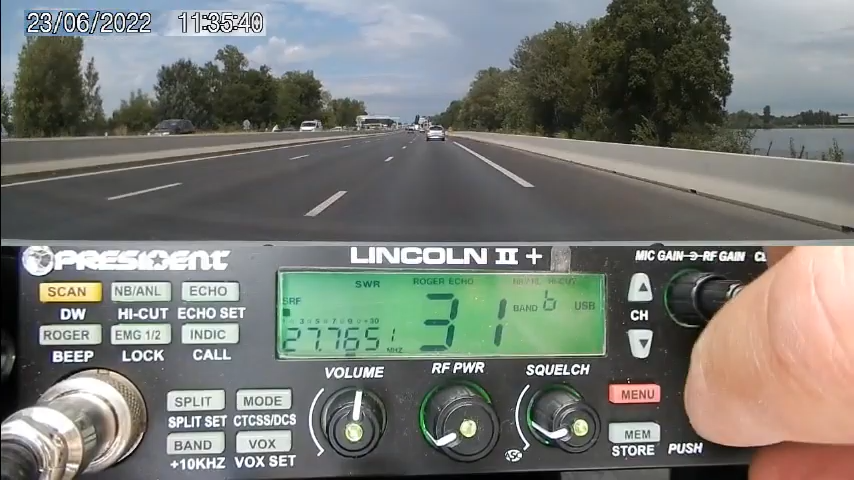 23/06/2022 11:35:40
PRESIDENT
LINCOLN II +
MIC GAIN RF GAIN
SCAN NB/ANL ECHO
DW HI-CUT ECHO SET
ROGER EMG 1/2 INDIC
BEEP LOCK CALL
SWR ROGER ECHO
SRF
31 BAND b USB
27.765 MHZ
CH
VOLUME RF PWR SQUELCH
SPLIT MODE
SPLIT SET CTCSS/DCS
BAND VOX
+10KHZ VOX SET
ASC
MENU
MEM
STORE PUSH